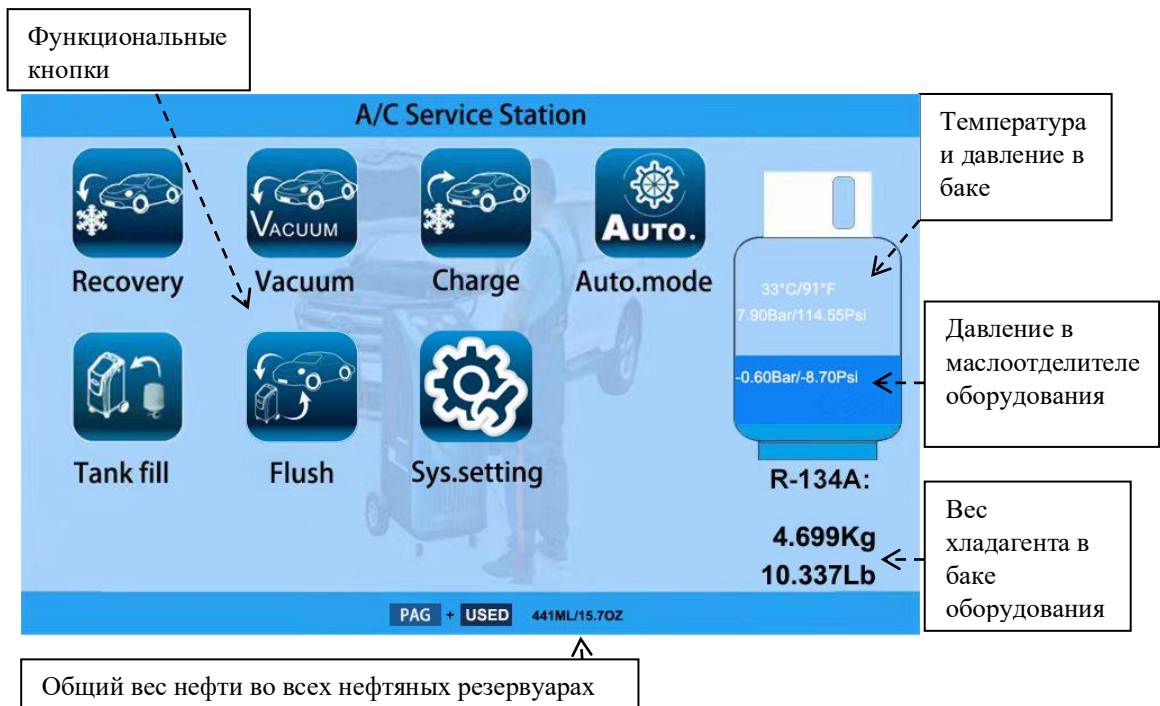 Функциональные
кнопки
A/C Service Station
Температура
и давление в
баке
VACUUM
AUTO.
Recovery
Vacuum
Charge
Auto.mode
33°C/91°F
7.90Bar/114.55Psi
Давление в
маслоотделителе
оборудования
-0.60Bar/-8.70Psi
Tank fill
Flush
Sys.setting
R-134A:
4.699Kg
10.337Lb
Вес
хладагента в
баке
оборудования
PAG + USED 441ML/15.7OZ
Общий вес нефти во всех нефтяных резервуарах